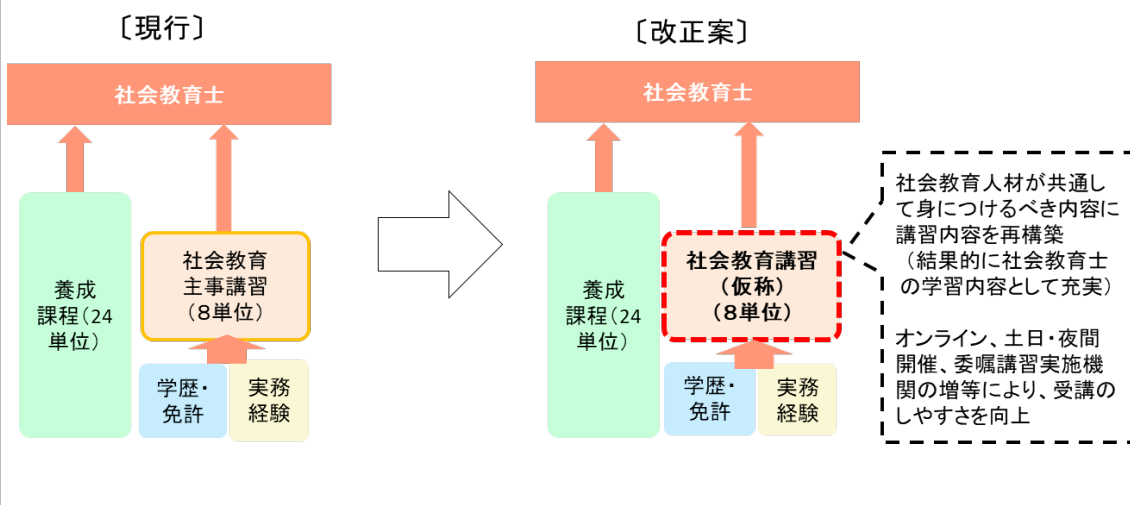 〔現行〕
社会教育士
養成
課程(24
単位)
社会教育
主事講習
(8単位)
学歴・
免許
実務
経験
〔改正案〕
社会教育士
養成
課程(24
単位)
社会教育講習
(仮称)
(8単位)
学歴・
免許
実務
経験
社会教育人材が共通し
て身につけるべき内容に
講習内容を再構築
(結果的に社会教育士
の学習内容として充実)
オンライン、土日・夜間
開催、委嘱講習実施機
関の増等により、受講の
しやすさを向上